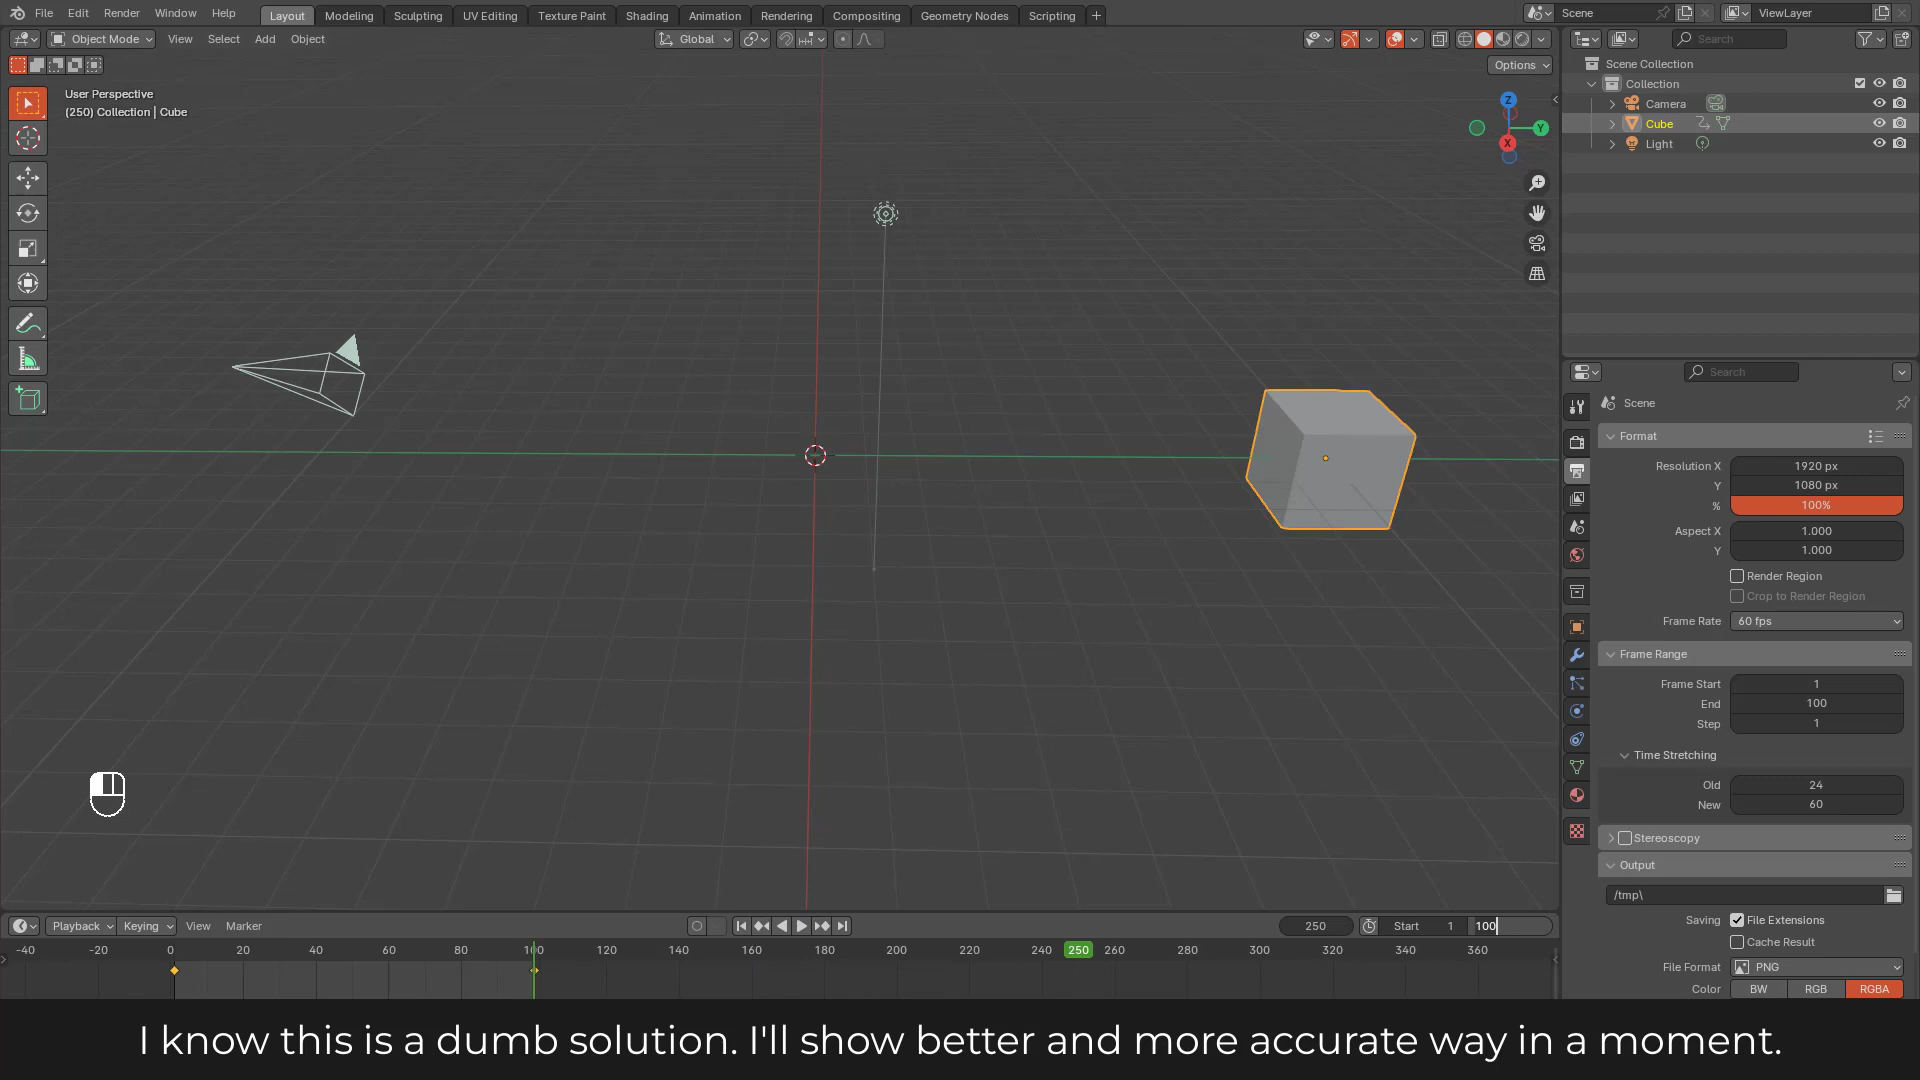 File Edit Render Window Help Layout Modeling Sculpting UV Editing Texture Paint Shading Animation Rendering Compositing Geometry Nodes Scripting + Scene ViewLayer
Object Mode View Select Add Object Global Search
Options
User Perspective
(250) Collection | Cube
Z
Y
X
Scene Collection
Collection
Camera
Cube
Light
Search
Scene
Format
Resolution X 1920 px
Y 1080 px
% 100%
Aspect X 1.000
Y 1.000
Render Region
Crop to Render Region
Frame Rate 60 fps
Frame Range
Frame Start 1
End 100
Step 1
Time Stretching
Old 24
New 60
Stereoscopy
Output
/tmp\
Saving File Extensions
Cache Result
File Format PNG
Color BW RGB RGBA
Playback Keying View Marker 250 Start 1 100
-40 -20 0 20 40 60 80 100 120 140 160 180 200 220 240 250 260 280 300 320 340 360
I know this is a dumb solution. I'll show better and more accurate way in a moment.